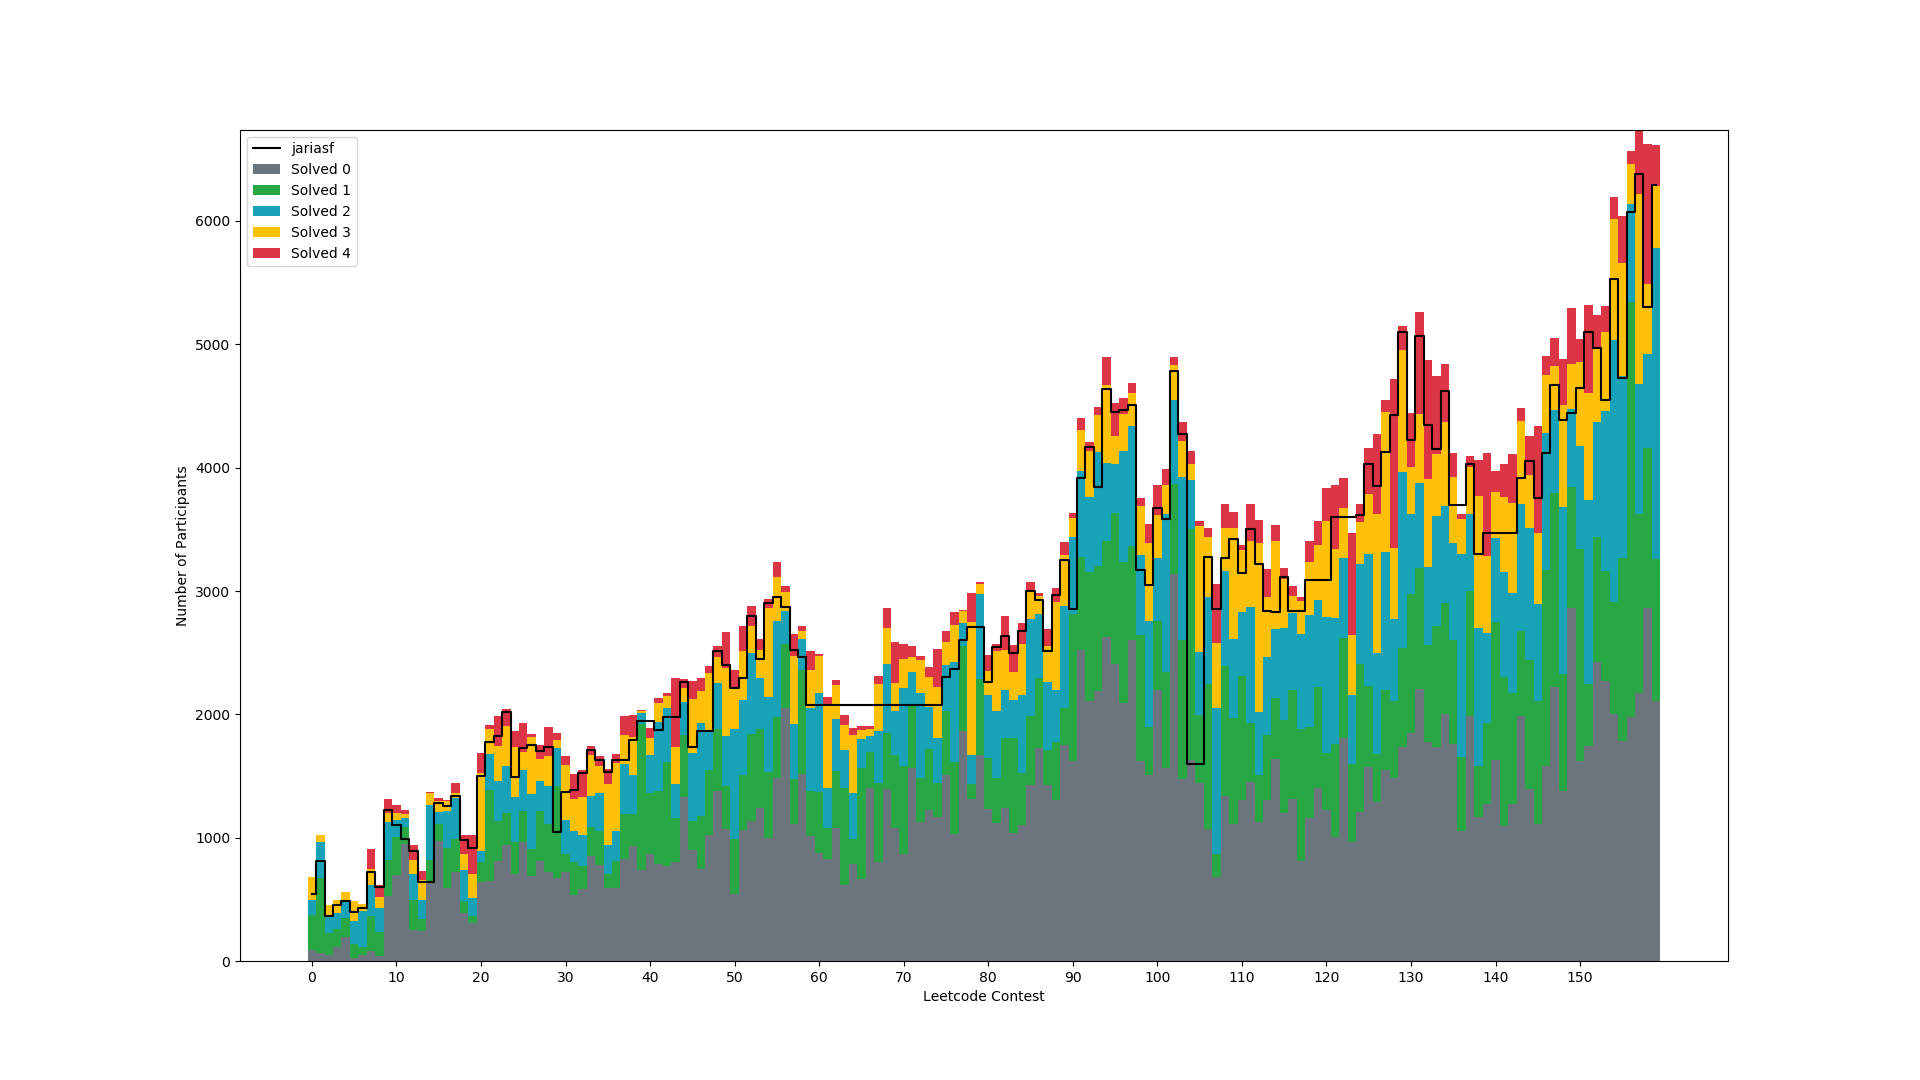 jariasf
Solved 0
Solved 1
Solved 2
Solved 3
Solved 4
6000
5000
4000
3000
2000
1000
0
Number of Participants
0 10 20 30 40 50 60 70 80 90 100 110 120 130 140 150
Leetcode Contest